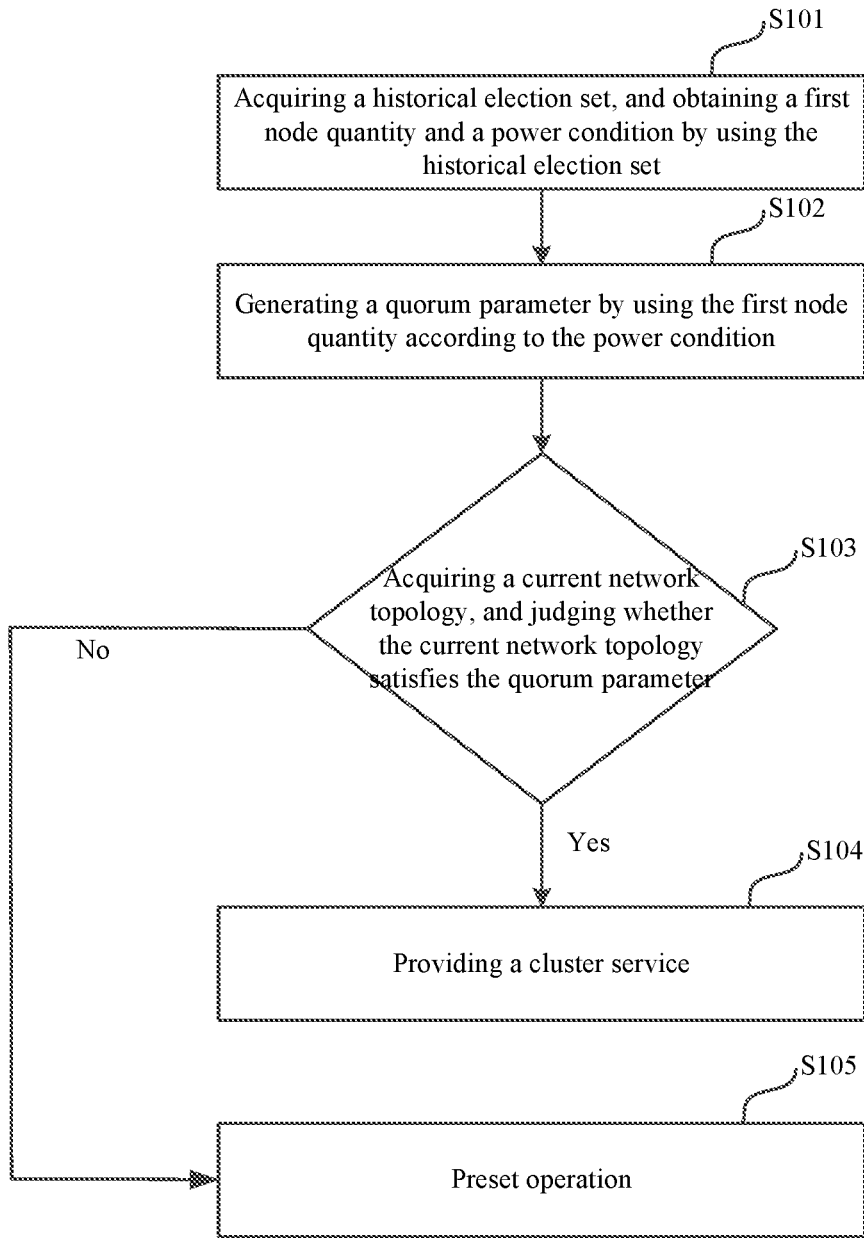 S101
Acquiring a historical election set, and obtaining a first
node quantity and a power condition by using the
historical election set
S102
Generating a quorum parameter by using the first node
quantity according to the power condition
S103
Acquiring a current network
topology, and judging whether
the current network topology
satisfies the quorum parameter
No
Yes
S104
Providing a cluster service
S105
Preset operation